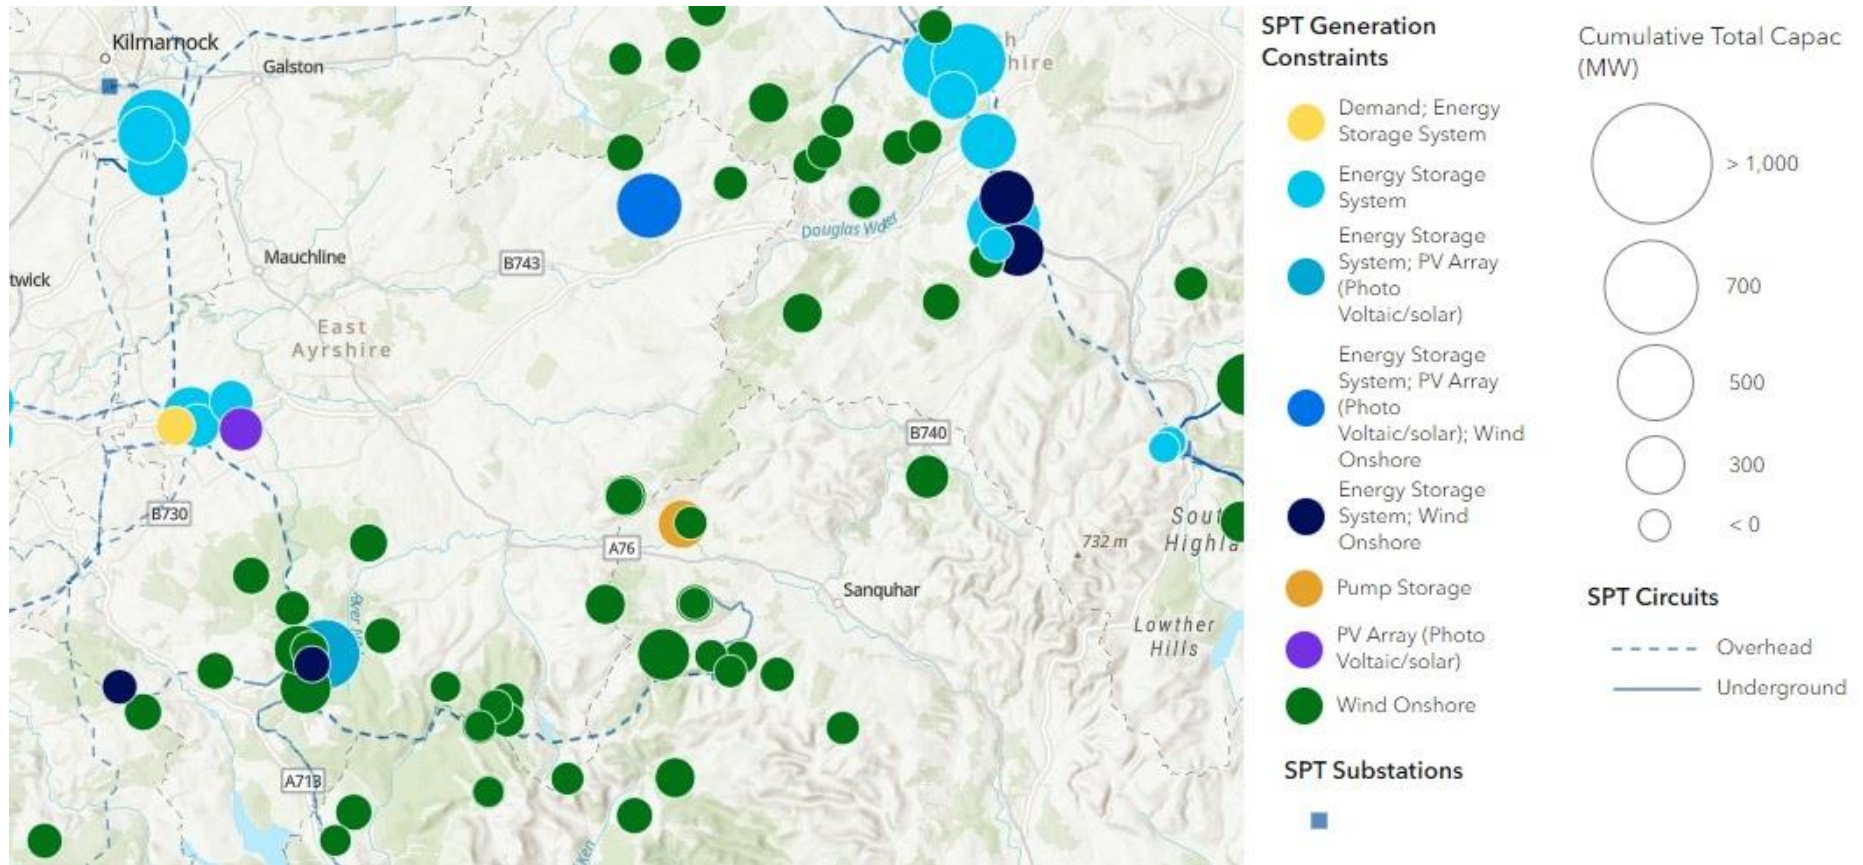 Kilmarnock
Galston
hire
Mauchline
B743
Douglas Water
twick
East
Ayrshire
B740
B730
A76
732 m
Sanquhar
Lowther
Hills
A713
SPT Generation
Constraints
Demand; Energy
Storage System
Energy Storage
System
Energy Storage
System; PV Array
(Photo
Voltaic/solar)
Energy Storage
System; PV Array
(Photo
Voltaic/solar); Wind
Onshore
Energy Storage
System; Wind
Onshore
Pump Storage
PV Array (Photo
Voltaic/solar)
Wind Onshore
SPT Substations
Cumulative Total Capac
(MW)
> 1,000
700
500
300
< 0
SPT Circuits
Overhead
Underground